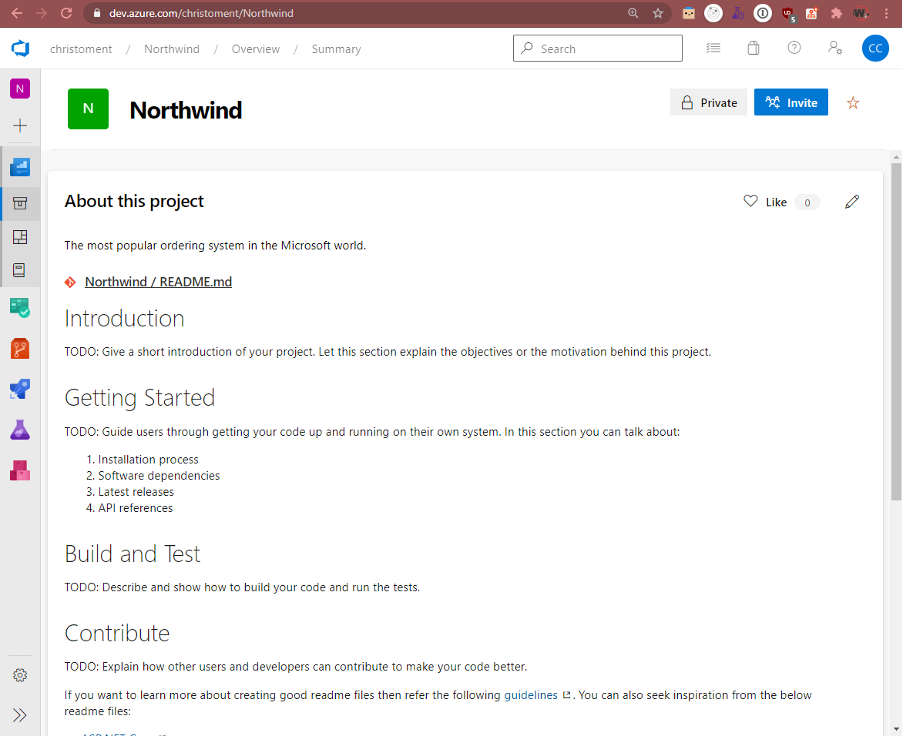 dev.azure.com/christoment/Northwind
5
christoment / Northwind / Overview / Summary
Search
CC
N
N
Northwind
Private
Invite
About this project
Like 0
The most popular ordering system in the Microsoft world.
Northwind / README.md
Introduction
TODO: Give a short introduction of your project. Let this section explain the objectives or the motivation behind this project.
Getting Started
TODO: Guide users through getting your code up and running on their own system. In this section you can talk about:
1. Installation process
2. Software dependencies
3. Latest releases
4. API references
Build and Test
TODO: Describe and show how to build your code and run the tests.
Contribute
TODO: Explain how other users and developers can contribute to make your code better.
If you want to learn more about creating good readme files then refer the following guidelines. You can also seek inspiration from the below
readme files: